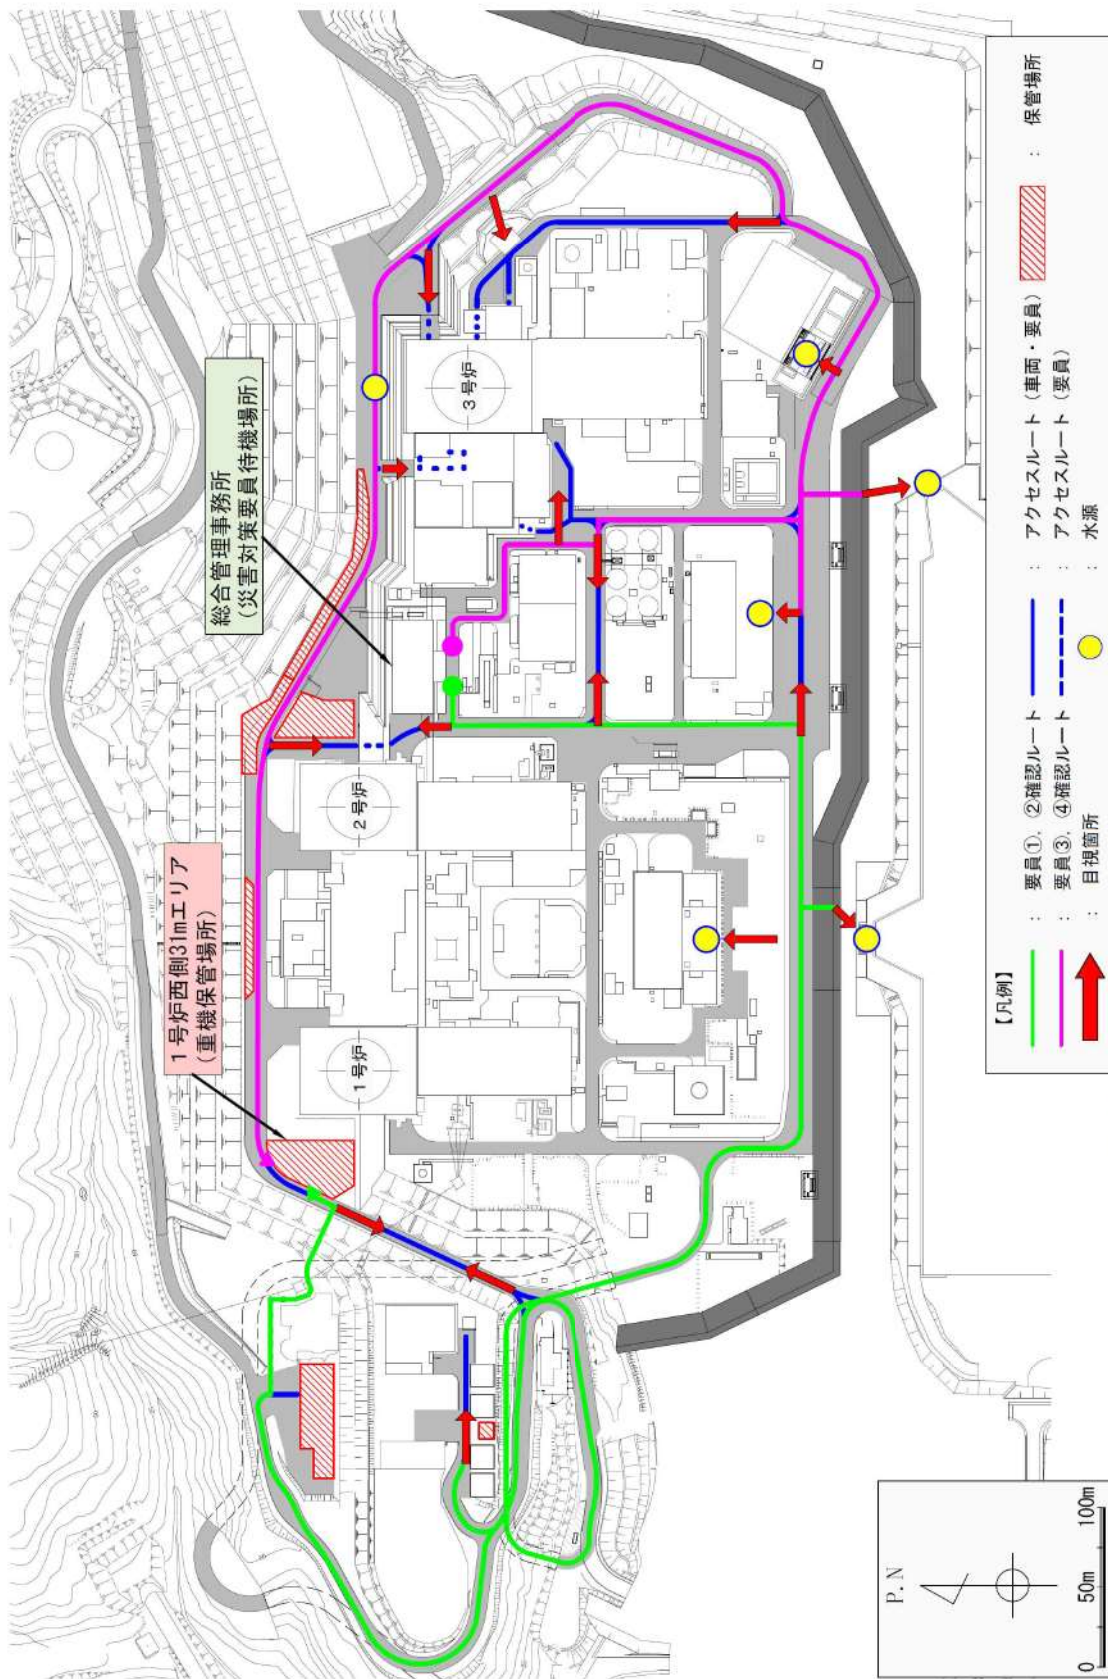 総合管理事務所
(災害対策要員待機場所)
1号炉西側31mエリア
(重機保管場所)
1号炉
2号炉
3号炉
【凡例】
: 要員①,②確認ルート
: アクセスルート(車両・要員)
: 保管場所
: 要員③,④確認ルート
: アクセスルート(要員)
: 目視箇所
: 水源
P.N
0 50m 100m